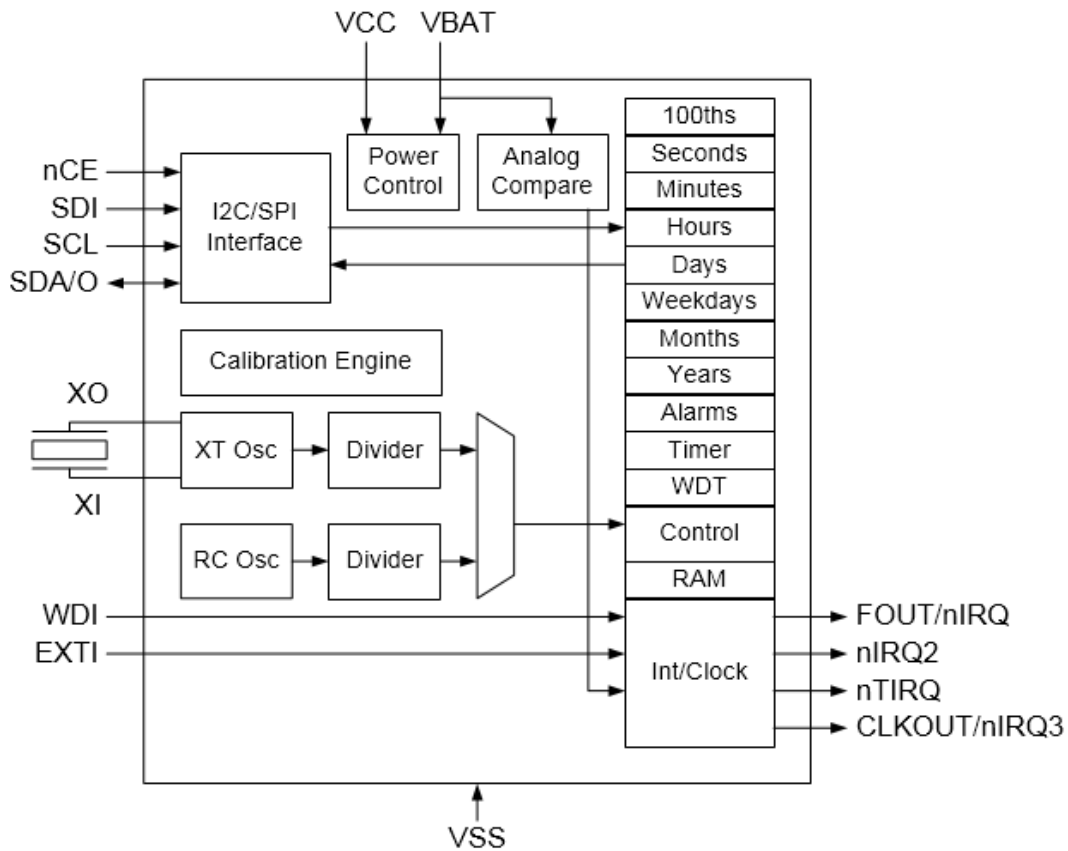 VCC VBAT
100ths
Power
Control
Analog
Compare
Seconds
Minutes
nCE
SDI
SCL
SDA/O
I2C/SPI
Interface
Hours
Days
Weekdays
Months
Calibration Engine
Years
XO
Alarms
XT Osc
Divider
Timer
XI
WDT
Control
RC Osc
Divider
RAM
WDI
EXTI
Int/Clock
FOUT/nIRQ
nIRQ2
nTIRQ
CLKOUT/nIRQ3
VSS